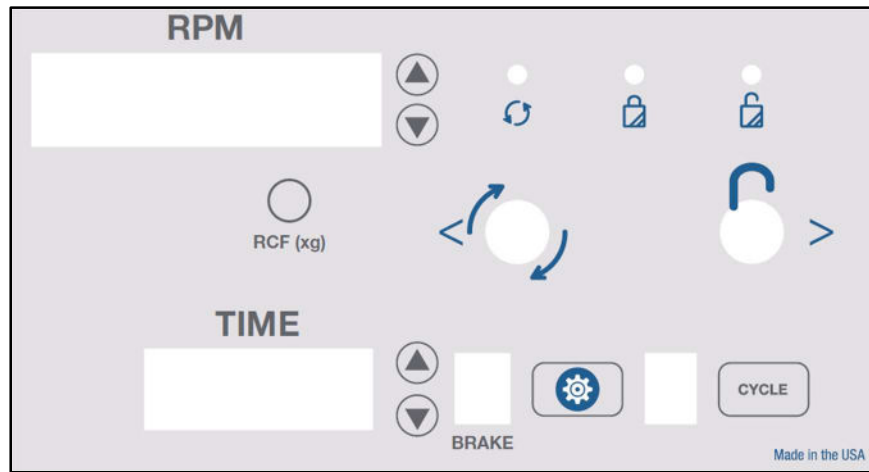 RPM
RCF (xg)
<
>
TIME
BRAKE
CYCLE
Made in the USA